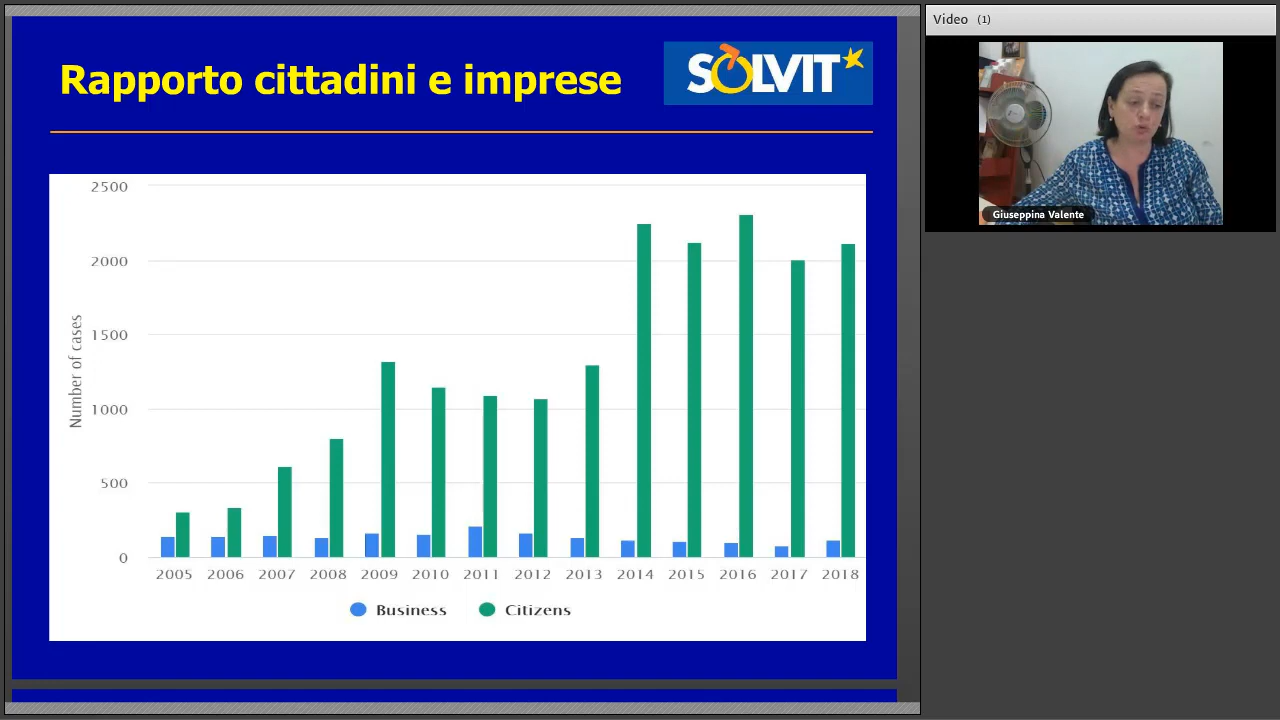 Rapporto cittadini e imprese
SOLVIT
Number of cases
2500
2000
1500
1000
500
0
2005 2006 2007 2008 2009 2010 2011 2012 2013 2014 2015 2016 2017 2018
Business Citizens
Video (1)
Giuseppina Valente